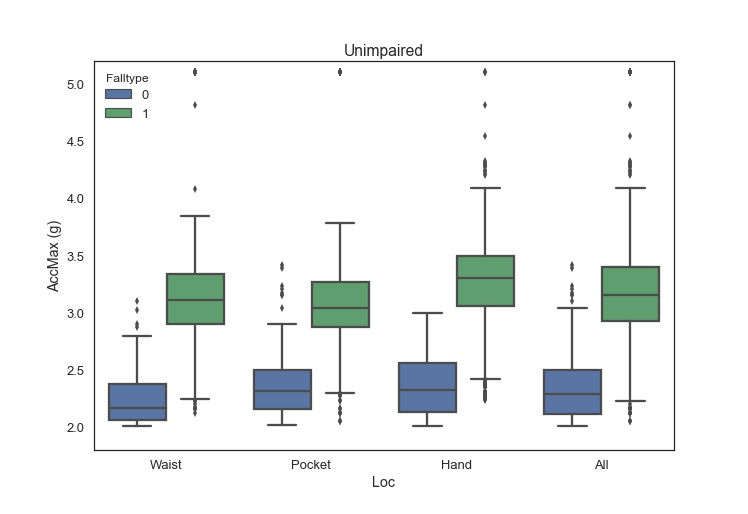 Unimpaired
Falltype
0
1
5.0
4.5
4.0
3.5
3.0
2.5
2.0
AccMax (g)
Waist Pocket Hand All
Loc